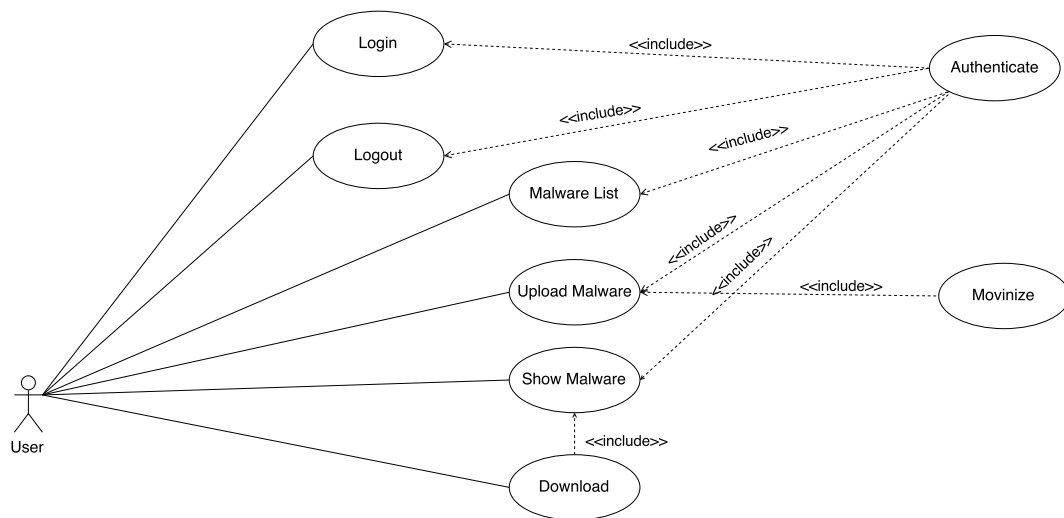 Login
<<include>>
Authenticate
<<include>>
Logout
<<include>>
Malware List
<<include>>
<<include>>
Upload Malware
<<include>>
Movinize
Show Malware
<<include>>
User
Download